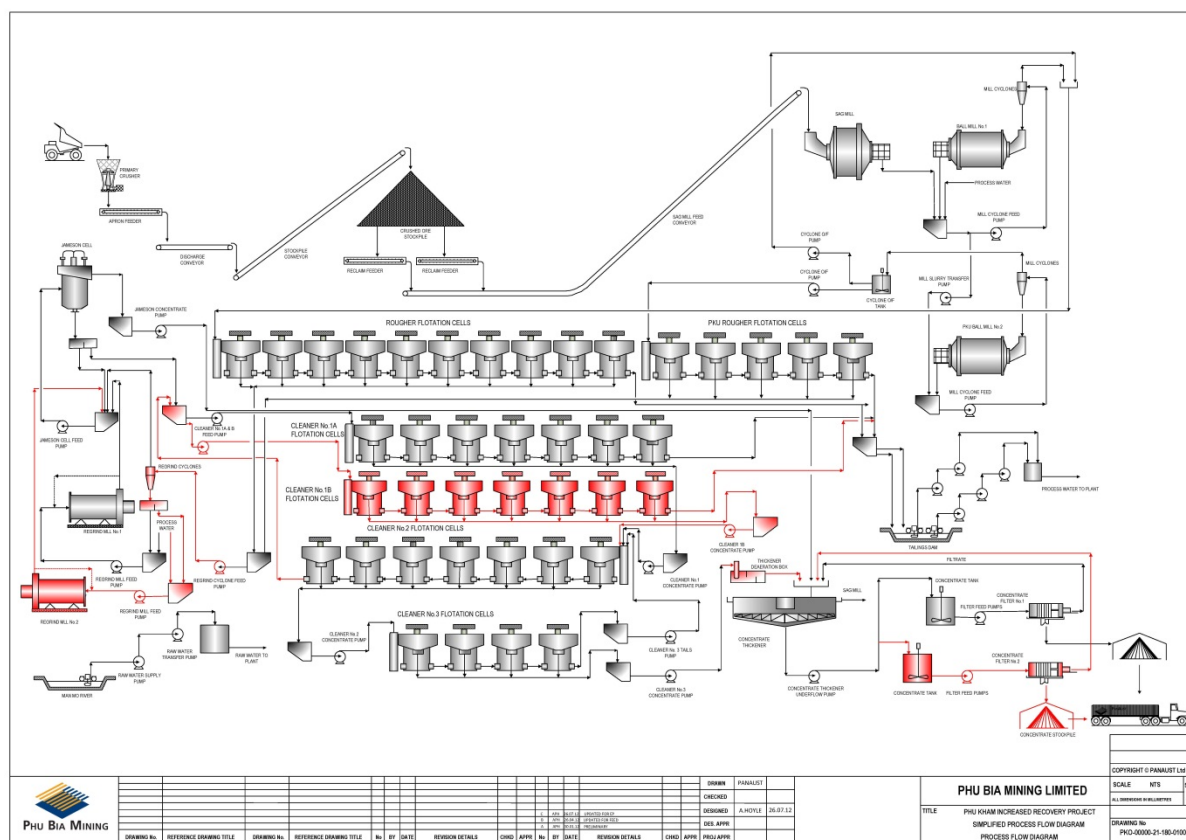 SAG MILL
MILL CYCLONES
BALL MILL No.1
PRIMARY
CRUSHER
PROCESS WATER
APRON FEEDER
SAG MILL FEED
CONVEYOR
MILL CYCLONE FEED
PUMP
CRUSHED ORE
STOCKPILE
CYCLONE O/F
PUMP
JAMESON CELL
DISCHARGE
CONVEYOR
STOCKPILE
CONVEYOR
RECLAIM FEEDER
RECLAIM FEEDER
CYCLONE O/F
PUMP
MILL SLURRY TRANSFER
PUMP
MILL CYCLONES
CYCLONE O/F
TANK
JAMESON CONCENTRATE
PUMP
ROUGHER FLOTATION CELLS
PKU ROUGHER FLOTATION CELLS
PKU BALL MILL No.2
MILL CYCLONE FEED
PUMP
JAMESON CELL FEED
PUMP
CLEANER No.1A & B
FEED PUMP
CLEANER No.1A
FLOTATION CELLS
REGRIND CYCLONES
CLEANER No.1B
FLOTATION CELLS
PROCESS WATER TO PLANT
PROCESS
WATER
REGRIND MILL No.1
CLEANER No.2 FLOTATION CELLS
CLEANER 1B
CONCENTRATE PUMP
TAILINGS DAM
THICKENER
DEAERATION BOX
FILTRATE
REGRIND MILL FEED
PUMP
REGRIND CYCLONE FEED
PUMP
CLEANER No.1
CONCENTRATE PUMP
SAG MILL
CONCENTRATE TANK
CONCENTRATE
FILTER No.1
FILTER FEED PUMPS
REGRIND MILL FEED
PUMP
REGRIND MILL No.2
CLEANER No.3 FLOTATION CELLS
CLEANER No.2
CONCENTRATE PUMP
CONCENTRATE
THICKENER
RAW WATER
TRANSFER PUMP
RAW WATER TO
PLANT
CLEANER No. 3 TAILS
PUMP
CONCENTRATE
FILTER No.2
RAW WATER SUPPLY
PUMP
NAM MO RIVER
CLEANER No.3
CONCENTRATE PUMP
CONCENTRATE THICKENER
UNDERFLOW PUMP
CONCENTRATE TANK
FILTER FEED PUMPS
CONCENTRATE STOCKPILE
COPYRIGHT © PANAUST Ltd
PHU BIA MINING
DRAWN PANAUST
CHECKED
DESIGNED A.HOYLE 26.07.12
DES. APPR
PROJ APPR
DRAWING No. REFERENCE DRAWING TITLE DRAWING No. REFERENCE DRAWING TITLE No BY DATE REVISION DETAILS CHKD APPR No BY DATE REVISION DETAILS CHKD APPR
PHU BIA MINING LIMITED
TITLE PHU KHAM INCREASED RECOVERY PROJECT
SIMPLIFIED PROCESS FLOW DIAGRAM
PROCESS FLOW DIAGRAM
SCALE NTS
ALL DIMENSIONS IN MILLIMETRES
DRAWING No